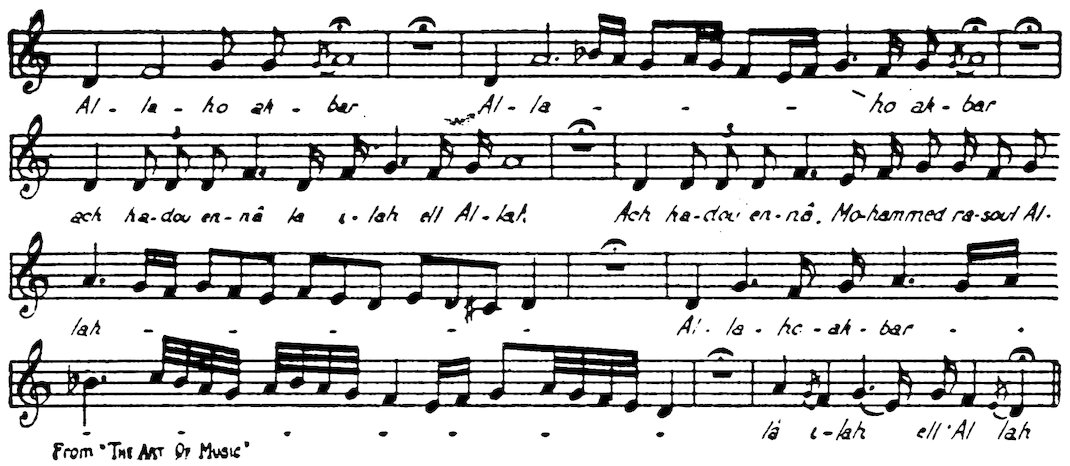 Al - la - ho ak - bar Al - la - - - ho ak - bar
ach ha-dou en-nâ la i-lah ell Al-lah. Ach ha-dou en-nâ. Mo-hammed ra-soul Al-
lah - - - - - Al - la - ho - ak - bar - -
- - - - - - - lâ i-lah ell Al lah
From "THE ART OF MUSIC"